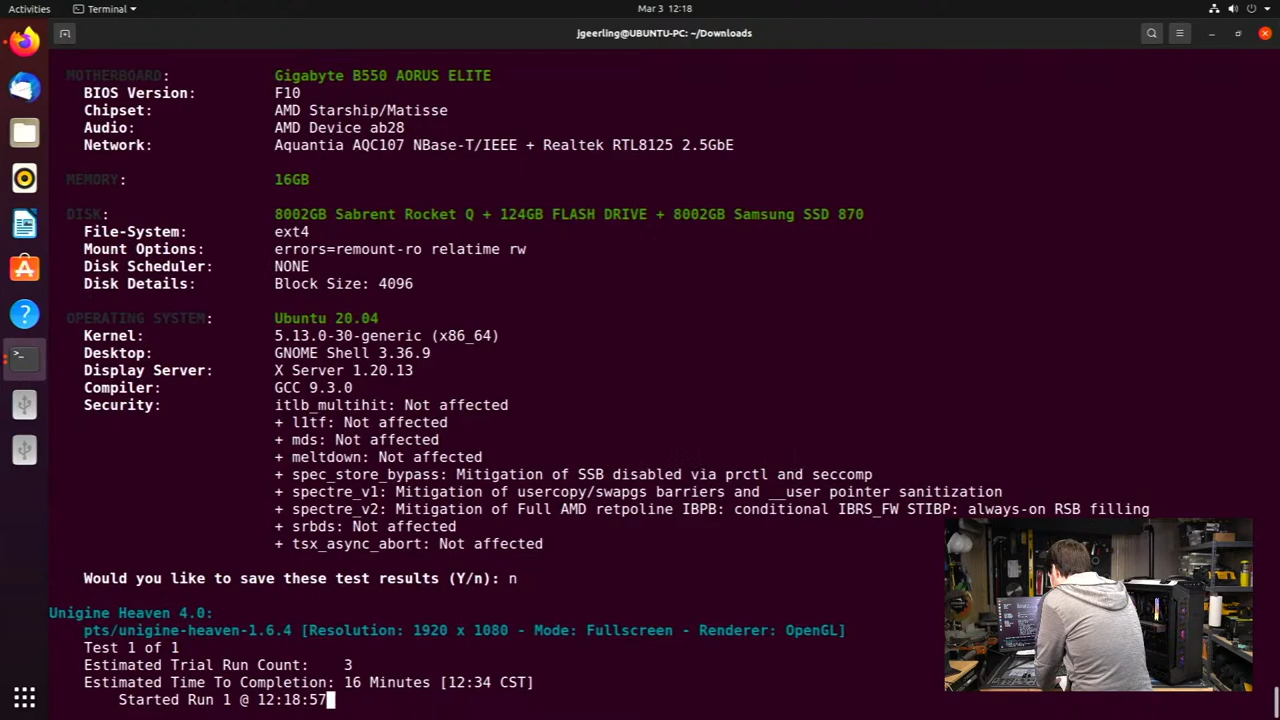 Activities
Terminal
Mar 3 12:18
jgeerling@UBUNTU-PC: ~/Downloads
MOTHERBOARD: Gigabyte B550 AORUS ELITE
BIOS Version: F10
Chipset: AMD Starship/Matisse
Audio: AMD Device ab28
Network: Aquantia AQC107 NBase-T/IEEE + Realtek RTL8125 2.5GbE
MEMORY: 16GB
DISK: 8002GB Sabrent Rocket Q + 124GB FLASH DRIVE + 8002GB Samsung SSD 870
File-System: ext4
Mount Options: errors=remount-ro relatime rw
Disk Scheduler: NONE
Disk Details: Block Size: 4096
OPERATING SYSTEM: Ubuntu 20.04
Kernel: 5.13.0-30-generic (x86_64)
Desktop: GNOME Shell 3.36.9
Display Server: X Server 1.20.13
Compiler: GCC 9.3.0
Security: itlb_multihit: Not affected
+ l1tf: Not affected
+ mds: Not affected
+ meltdown: Not affected
+ spec_store_bypass: Mitigation of SSB disabled via prctl and seccomp
+ spectre_v1: Mitigation of usercopy/swapgs barriers and __user pointer sanitization
+ spectre_v2: Mitigation of Full AMD retpoline IBPB: conditional IBRS_FW STIBP: always-on RSB filling
+ srbds: Not affected
+ tsx_async_abort: Not affected
Would you like to save these test results (Y/n): n
Unigine Heaven 4.0:
pts/unigine-heaven-1.6.4 [Resolution: 1920 x 1080 - Mode: Fullscreen - Renderer: OpenGL]
Test 1 of 1
Estimated Trial Run Count: 3
Estimated Time To Completion: 16 Minutes [12:34 CST]
Started Run 1 @ 12:18:57